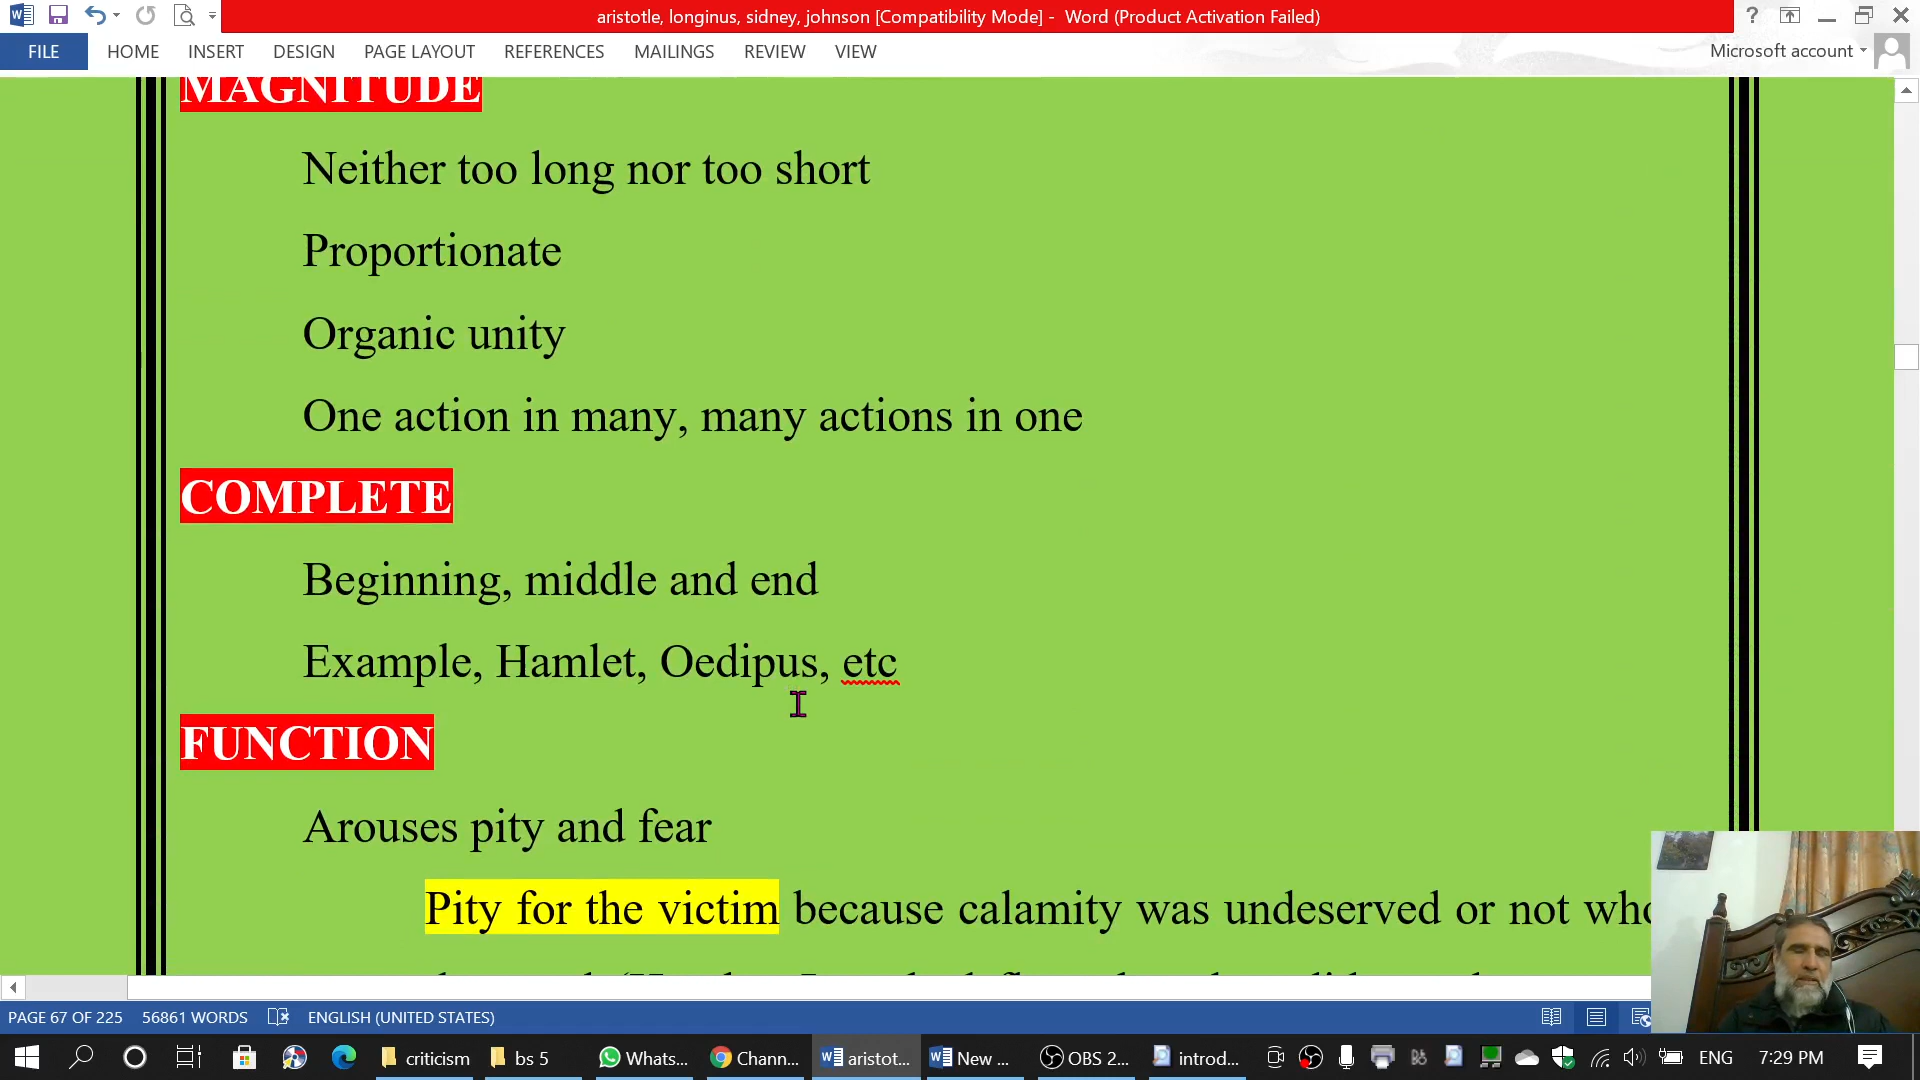 aristotle, longinus, sidney, johnson [Compatibility Mode] - Word (Product Activation Failed)
FILE HOME INSERT DESIGN PAGE LAYOUT REFERENCES MAILINGS REVIEW VIEW Microsoft account
MAGNITUDE
Neither too long nor too short
Proportionate
Organic unity
One action in many, many actions in one
COMPLETE
Beginning, middle and end
Example, Hamlet, Oedipus, etc
FUNCTION
Arouses pity and fear
Pity for the victim because calamity was undeserved or not
PAGE 67 OF 225 56861 WORDS ENGLISH (UNITED STATES)
criticism bs 5 Whats... Chann... aristot... New ... OBS 2... introd... ENG 7:29 PM